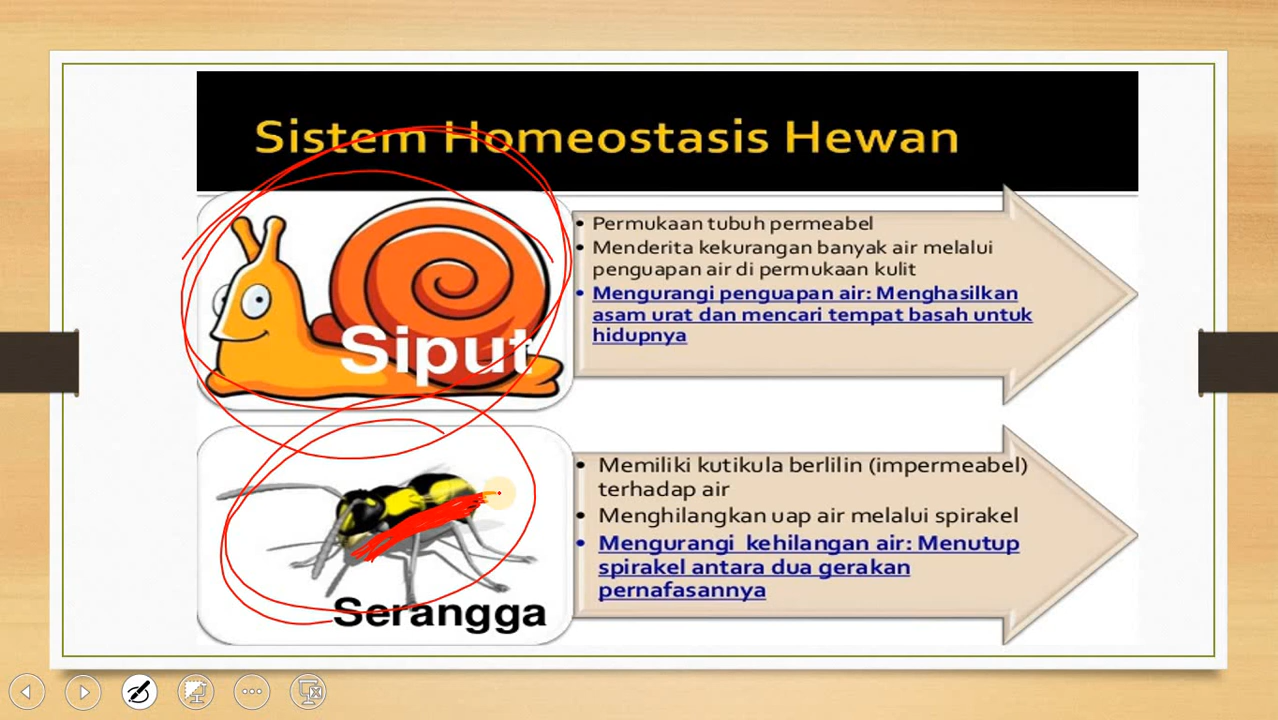 Sistem Homeostasis Hewan
Siput
• Permukaan tubuh permeabel
• Menderita kekurangan banyak air melalui
penguapan air di permukaan kulit
• Mengurangi penguapan air: Menghasilkan
asam urat dan mencari tempat basah untuk
hidupnya
Serangga
• Memiliki kutikula berlilin (impermeabel)
terhadap air
• Menghilangkan uap air melalui spirakel
• Mengurangi kehilangan air: Menutup
spirakel antara dua gerakan
pernafasannya